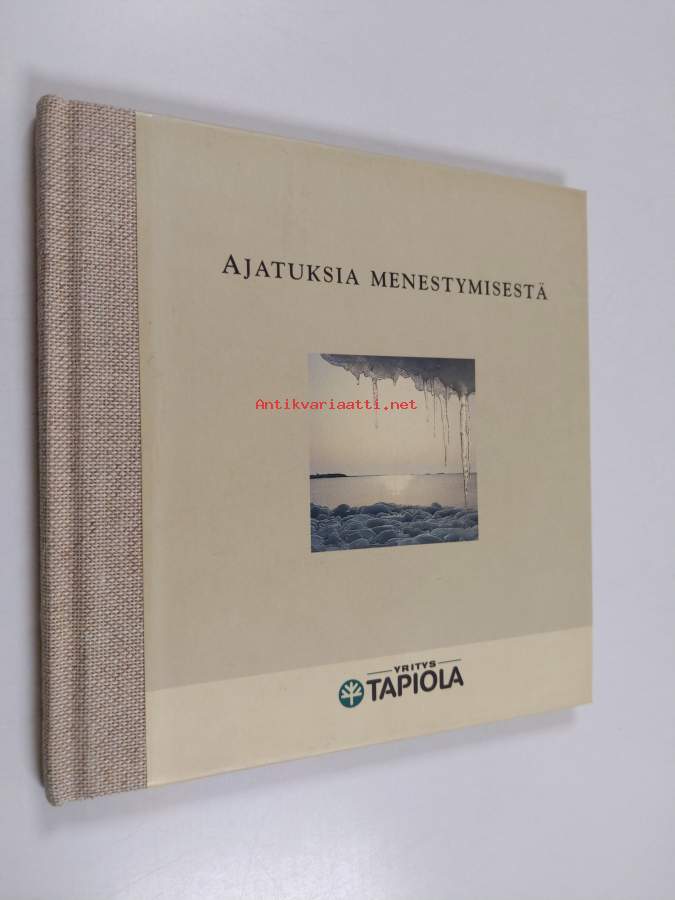 AJATUKSIA MENESTYMISESTÄ
Antikvariaatti.net
YRITYS
TAPIOLA